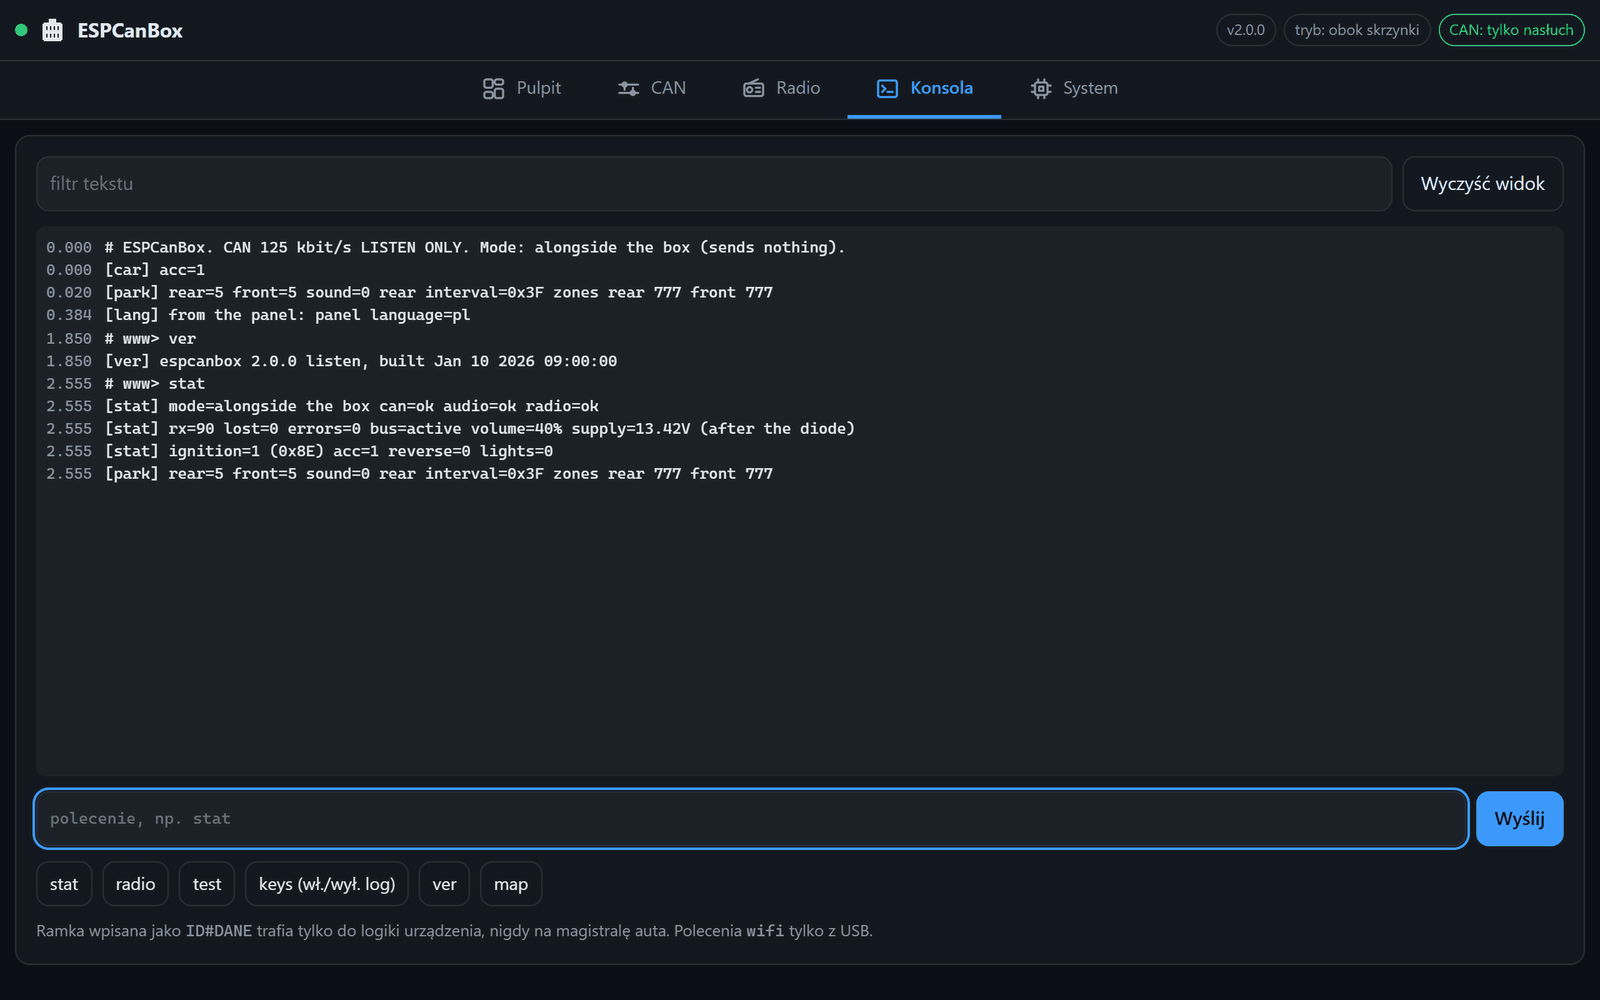 ESPCanBox
v2.0.0
tryb: obok skrzynki
CAN: tylko nasłuch
Pulpit
CAN
Radio
Konsola
System
filtr tekstu
Wyczyść widok
0.000 # ESPCanBox. CAN 125 kbit/s LISTEN ONLY. Mode: alongside the box (sends nothing).
0.000 [car] acc=1
0.020 [park] rear=5 front=5 sound=0 rear interval=0x3F zones rear 777 front 777
0.384 [lang] from the panel: panel language=pl
1.850 # www> ver
1.850 [ver] espcanbox 2.0.0 listen, built Jan 10 2026 09:00:00
2.555 # www> stat
2.555 [stat] mode=alongside the box can=ok audio=ok radio=ok
2.555 [stat] rx=90 lost=0 errors=0 bus=active volume=40% supply=13.42V (after the diode)
2.555 [stat] ignition=1 (0x8E) acc=1 reverse=0 lights=0
2.555 [park] rear=5 front=5 sound=0 rear interval=0x3F zones rear 777 front 777
polecenie, np. stat
Wyślij
stat
radio
test
keys (wł./wył. log)
ver
map
Ramka wpisana jako ID#DANE trafia tylko do logiki urządzenia, nigdy na magistralę auta. Polecenia wifi tylko z USB.